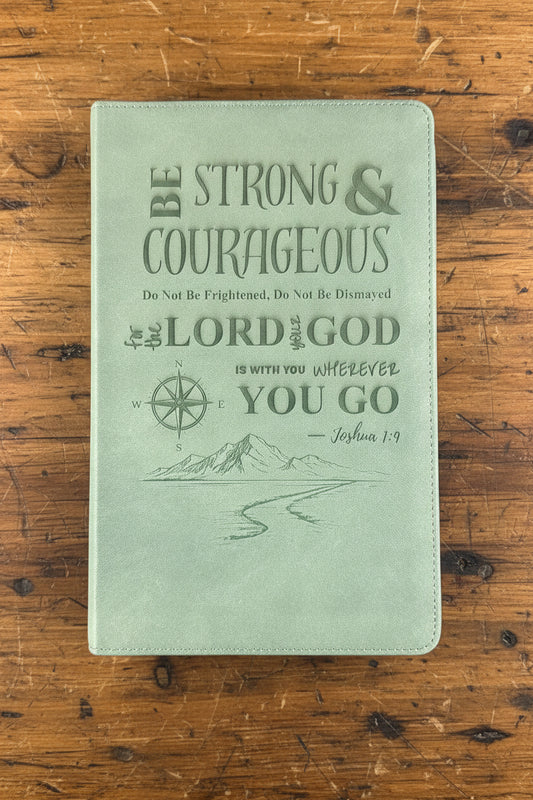 BE STRONG &
COURAGEOUS
Do Not Be Frightened, Do Not Be Dismayed
for the LORD your GOD
IS WITH YOU WHEREVER
YOU GO
— Joshua 1:9
N
W E
S